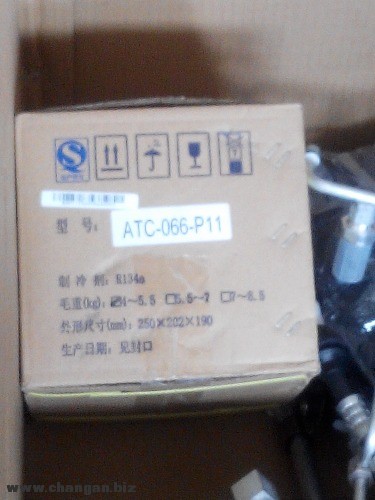 型 号: ATC-066-P11
制 冷 剂: R134a
毛重(kg): ☑4～5.5 □5.5～7 □7～8.5
外形尺寸(mm): 250×202×190
生产日期: 见封口
www.changan.biz